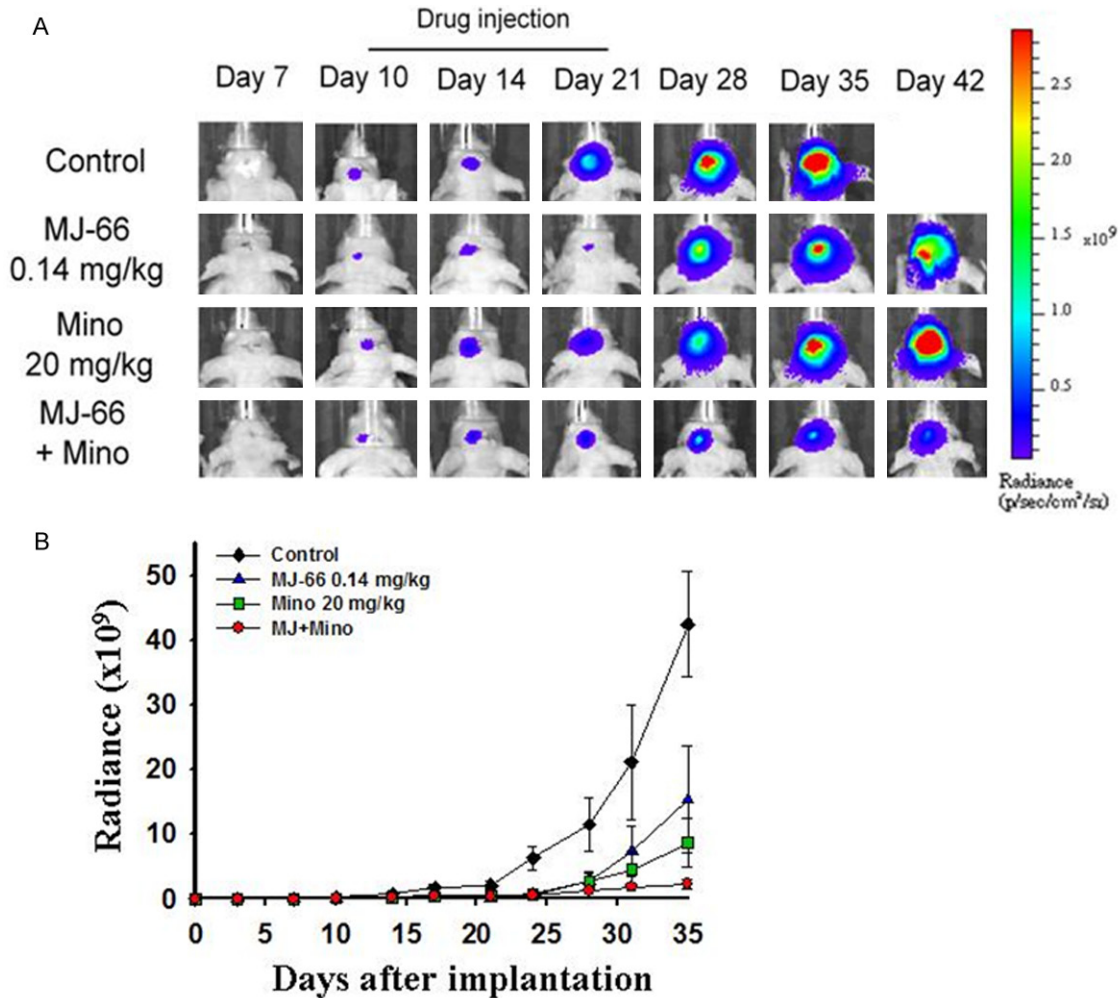 A
Drug injection
Day 7 Day 10 Day 14 Day 21 Day 28 Day 35 Day 42
Control
MJ-66
0.14 mg/kg
Mino
20 mg/kg
MJ-66
+ Mino
2.5
2.0
1.5
x10⁹
1.0
0.5
Radiance
(p/sec/cm²/sr)
B
Control
MJ-66 0.14 mg/kg
Mino 20 mg/kg
MJ+Mino
Radiance (x10⁹)
50
40
30
20
10
0
0 5 10 15 20 25 30 35
Days after implantation